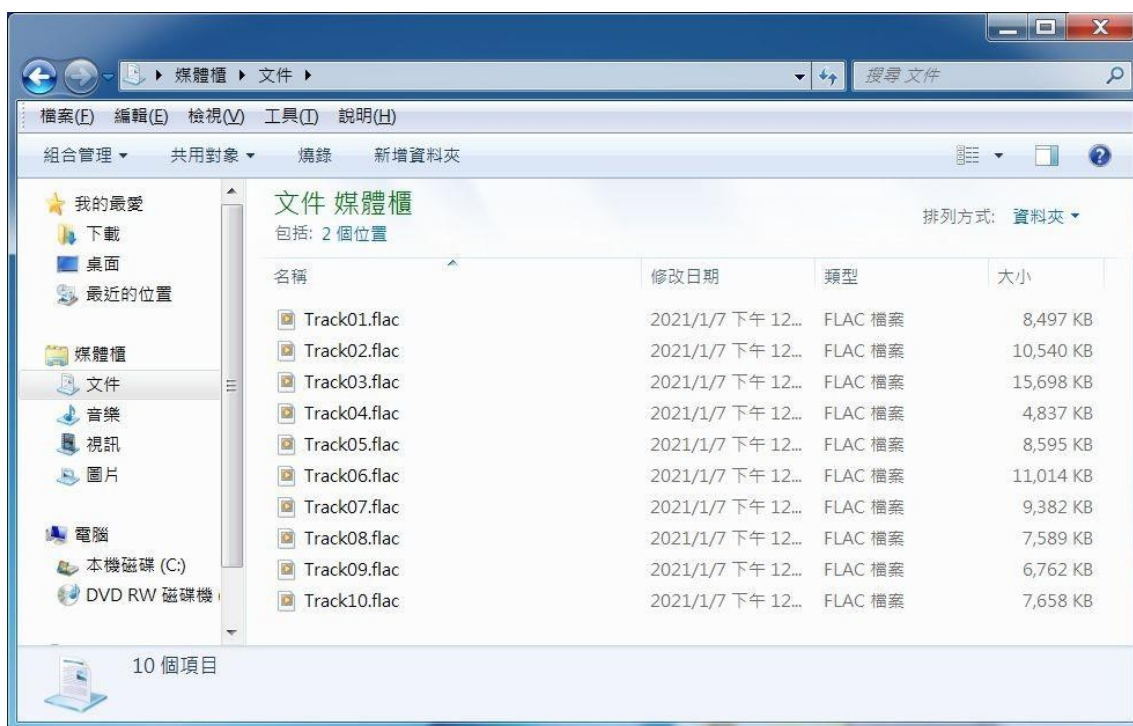 媒體櫃 文件
搜尋 文件
檔案(F) 編輯(E) 檢視(V) 工具(T) 說明(H)
組合管理 共用對象 燒錄 新增資料夾
我的最愛
下載
桌面
最近的位置
媒體櫃
文件
音樂
視訊
圖片
電腦
本機磁碟 (C:)
DVD RW 磁碟機
文件 媒體櫃
包括: 2 個位置
排列方式: 資料夾
名稱 修改日期 類型 大小
Track01.flac 2021/1/7 下午 12... FLAC 檔案 8,497 KB
Track02.flac 2021/1/7 下午 12... FLAC 檔案 10,540 KB
Track03.flac 2021/1/7 下午 12... FLAC 檔案 15,698 KB
Track04.flac 2021/1/7 下午 12... FLAC 檔案 4,837 KB
Track05.flac 2021/1/7 下午 12... FLAC 檔案 8,595 KB
Track06.flac 2021/1/7 下午 12... FLAC 檔案 11,014 KB
Track07.flac 2021/1/7 下午 12... FLAC 檔案 9,382 KB
Track08.flac 2021/1/7 下午 12... FLAC 檔案 7,589 KB
Track09.flac 2021/1/7 下午 12... FLAC 檔案 6,762 KB
Track10.flac 2021/1/7 下午 12... FLAC 檔案 7,658 KB
10 個項目